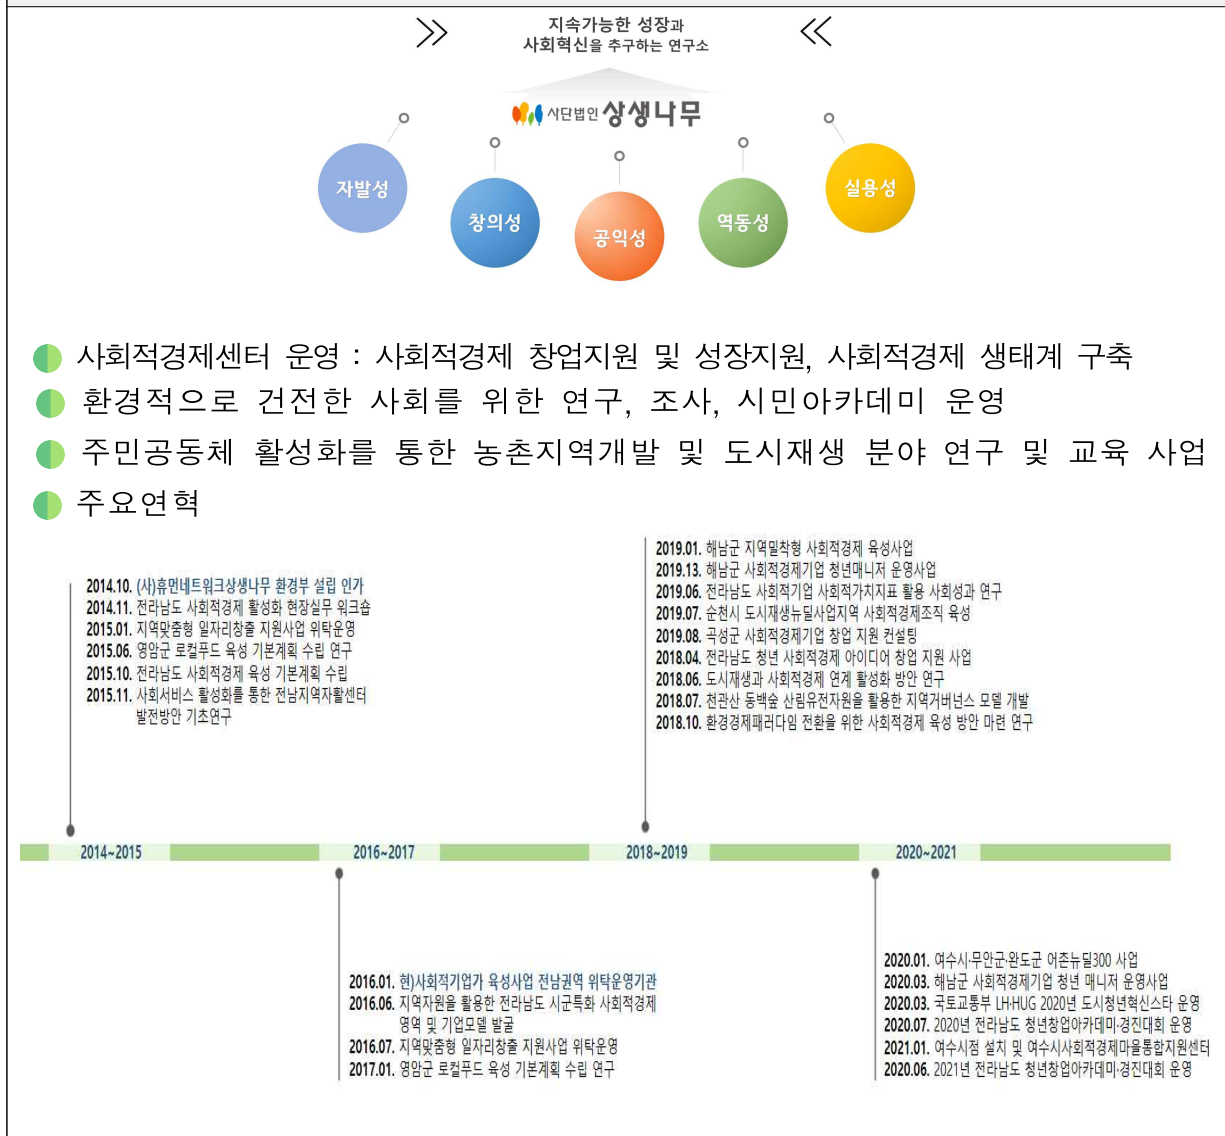 지속가능한 성장과
사회혁신을 추구하는 연구소
사단법인 상생나무
자발성
창의성
공익성
역동성
실용성
사회적경제센터 운영 : 사회적경제 창업지원 및 성장지원, 사회적경제 생태계 구축
환경적으로 건전한 사회를 위한 연구, 조사, 시민아카데미 운영
주민공동체 활성화를 통한 농촌지역개발 및 도시재생 분야 연구 및 교육 사업
주요연혁
2014.10. (사)휴먼네트워크상생나무 환경부 설립 인가
2014.11. 전라남도 사회적경제 활성화 현장실무 워크숍
2015.01. 지역맞춤형 일자리창출 지원사업 위탁운영
2015.06. 영암군 로컬푸드 육성 기본계획 수립 연구
2015.10. 전라남도 사회적경제 육성 기본계획 수립
2015.11. 사회서비스 활성화를 통한 전남지역자활센터
발전방안 기초연구
2019.01. 해남군 지역밀착형 사회적경제 육성사업
2019.13. 해남군 사회적경제기업 청년매니저 운영사업
2019.06. 전라남도 사회적기업 사회적가치지표 활용 사회성과 연구
2019.07. 순천시 도시재생뉴딜사업지역 사회적경제조직 육성
2019.08. 곡성군 사회적경제기업 창업 지원 컨설팅
2018.04. 전라남도 청년 사회적경제 아이디어 창업 지원 사업
2018.06. 도시재생과 사회적경제 연계 활성화 방안 연구
2018.07. 천관산 동백숲 산림유전자원을 활용한 지역거버넌스 모델 개발
2018.10. 환경경제패러다임 전환을 위한 사회적경제 육성 방안 마련 연구
2014~2015
2016~2017
2018~2019
2020~2021
2016.01. 현)사회적기업가 육성사업 전남권역 위탁운영기관
2016.06. 지역자원을 활용한 전라남도 시군특화 사회적경제
영역 및 기업모델 발굴
2016.07. 지역맞춤형 일자리창출 지원사업 위탁운영
2017.01. 영암군 로컬푸드 육성 기본계획 수립 연구
2020.01. 여수시·무안군·완도군 어촌뉴딜300 사업
2020.03. 해남군 사회적경제기업 청년 매니저 운영사업
2020.03. 국토교통부 LH·HUG 2020년 도시청년혁신스타 운영
2020.07. 2020년 전라남도 청년창업아카데미·경진대회 운영
2021.01. 여수시점 설치 및 여수시사회적경제마을통합지원센터
2020.06. 2021년 전라남도 청년창업아카데미·경진대회 운영